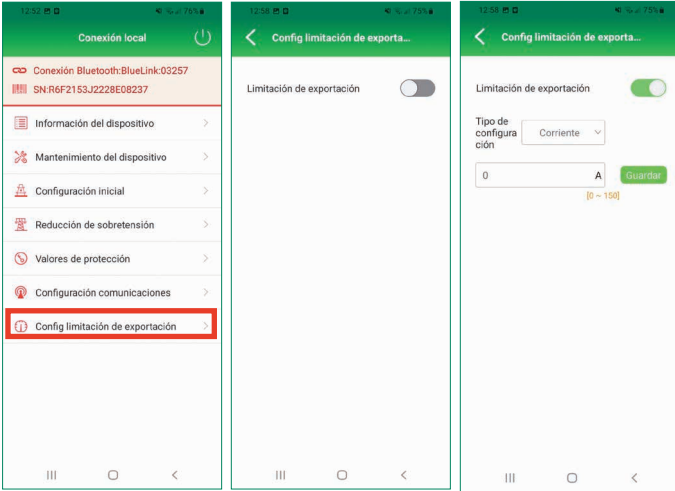 12:52
76%
Conexión local
Conexión Bluetooth:BlueLink:03257
SN:R6F2153J2228E08237
Información del dispositivo
Mantenimiento del dispositivo
Configuración inicial
Reducción de sobretensión
Valores de protección
Configuración comunicaciones
Config limitación de exportación
12:58
75%
Config limitación de exporta...
Limitación de exportación
12:58
75%
Config limitación de exporta...
Limitación de exportación
Tipo de
configura
ción
Corriente
0
A
Guardar
[0 ~ 150]